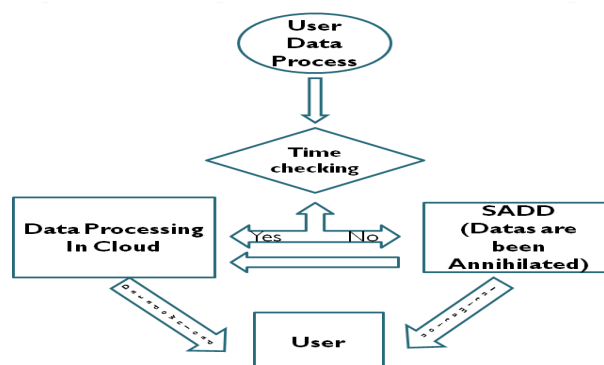 User
Data
Process
Time
checking
Yes
No
Data Processing
In Cloud
SADD
(Datas are
been
Annihilated)
User